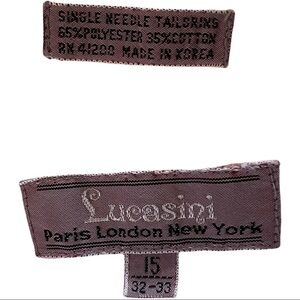 SINGLE NEEDLE TAILORING
65%POLYESTER 35%COTTON
RN 41200 MADE IN KOREA
Lucasini
Paris London New York
15
32-33